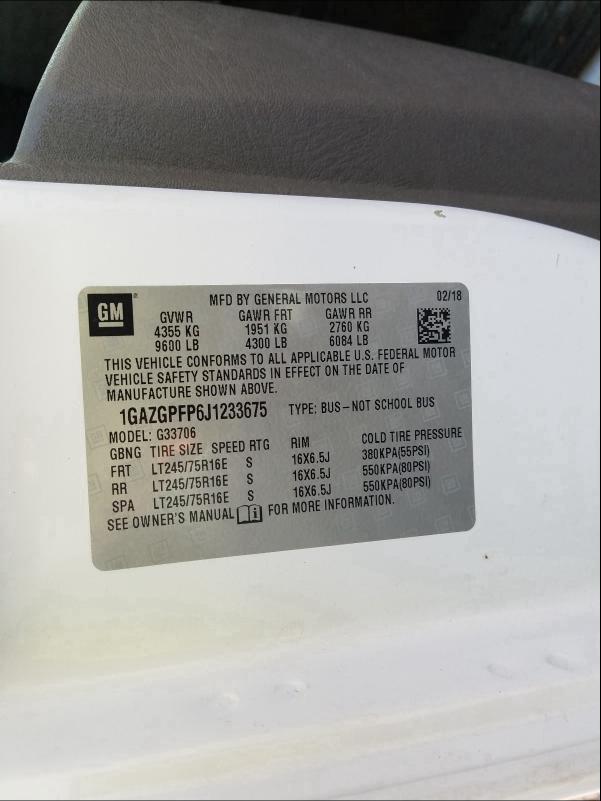 GM
MFD BY GENERAL MOTORS LLC 02/18
GVWR GAWR FRT GAWR RR
4355 KG 1951 KG 2760 KG
9600 LB 4300 LB 6084 LB
THIS VEHICLE CONFORMS TO ALL APPLICABLE U.S. FEDERAL MOTOR
VEHICLE SAFETY STANDARDS IN EFFECT ON THE DATE OF
MANUFACTURE SHOWN ABOVE.
1GAZGPFP6J1233675 TYPE: BUS–NOT SCHOOL BUS
MODEL: G33706
GBNG TIRE SIZE SPEED RTG RIM COLD TIRE PRESSURE
FRT LT245/75R16E S 16X6.5J 380KPA(55PSI)
RR LT245/75R16E S 16X6.5J 550KPA(80PSI)
SPA LT245/75R16E S 16X6.5J 550KPA(80PSI)
SEE OWNER'S MANUAL i FOR MORE INFORMATION.